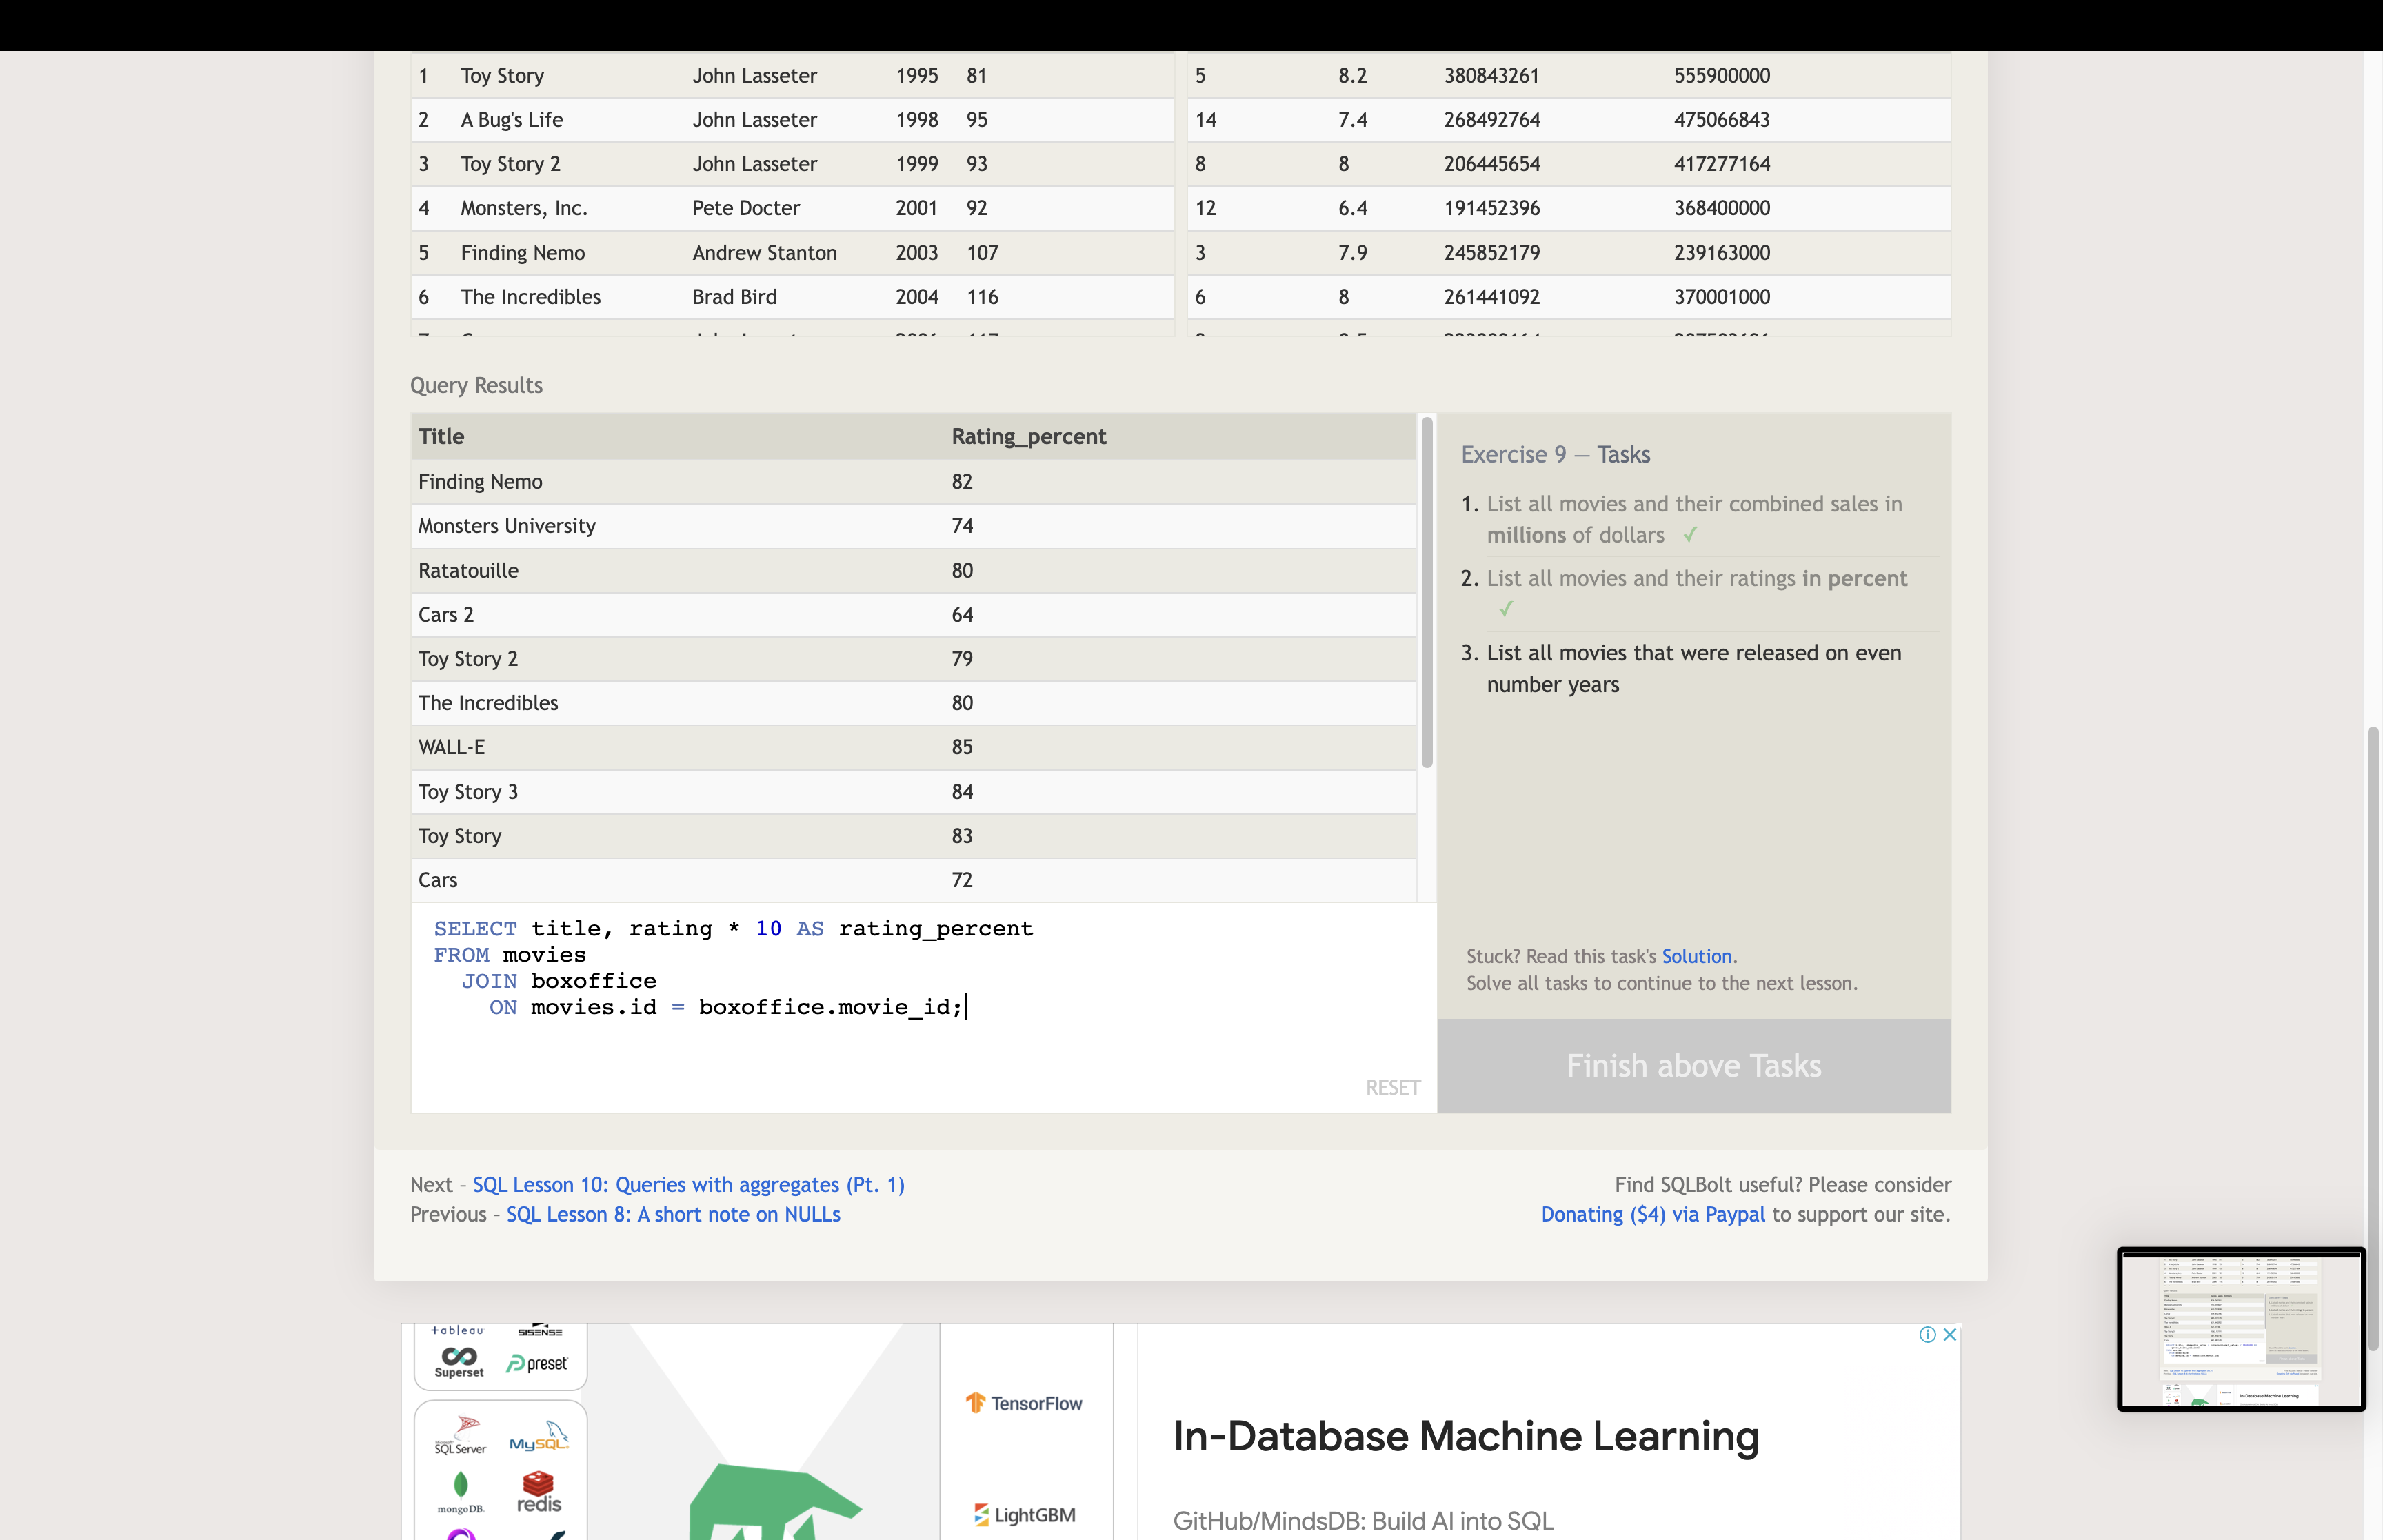 1 Toy Story John Lasseter 1995 81 5 8.2 380843261 555900000
2 A Bug's Life John Lasseter 1998 95 14 7.4 268492764 475066843
3 Toy Story 2 John Lasseter 1999 93 8 8 206445654 417277164
4 Monsters, Inc. Pete Docter 2001 92 12 6.4 191452396 368400000
5 Finding Nemo Andrew Stanton 2003 107 3 7.9 245852179 239163000
6 The Incredibles Brad Bird 2004 116 6 8 261441092 370001000
Query Results
Title Rating_percent
Finding Nemo 82
Monsters University 74
Ratatouille 80
Cars 2 64
Toy Story 2 79
The Incredibles 80
WALL-E 85
Toy Story 3 84
Toy Story 83
Cars 72
SELECT title, rating * 10 AS rating_percent
FROM movies
JOIN boxoffice
ON movies.id = boxoffice.movie_id;
RESET
Exercise 9 — Tasks
1. List all movies and their combined sales in
millions of dollars ✓
2. List all movies and their ratings in percent
✓
3. List all movies that were released on even
number years
Stuck? Read this task's Solution.
Solve all tasks to continue to the next lesson.
Finish above Tasks
Next – SQL Lesson 10: Queries with aggregates (Pt. 1)
Previous – SQL Lesson 8: A short note on NULLs
Find SQLBolt useful? Please consider
Donating ($4) via Paypal to support our site.
+ableau SISENSE
Superset preset
SQL Server MySQL
mongoDB redis
TensorFlow
LightGBM
In-Database Machine Learning
GitHub/MindsDB: Build AI into SQL
In-Database Machine Learning